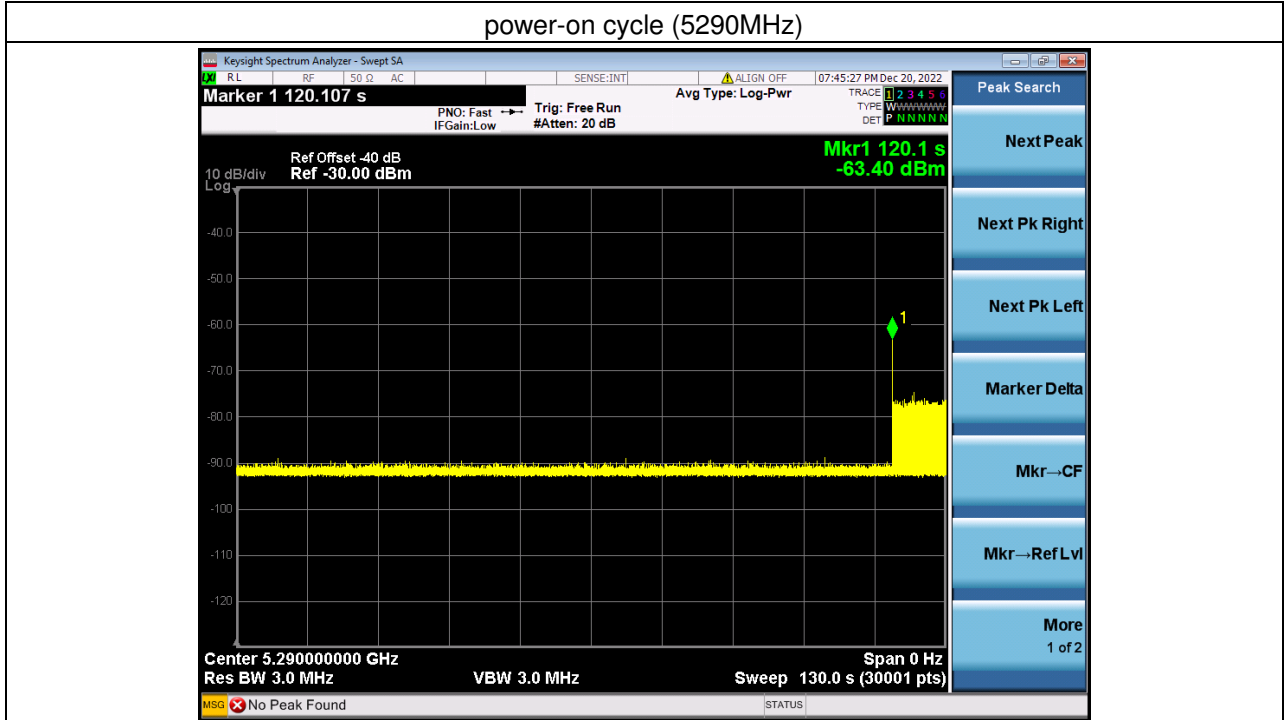 power-on cycle (5290MHz)
Keysight Spectrum Analyzer - Swept SA
LXI RL RF 50 Ω AC SENSE:INT ALIGN OFF 07:45:27 PM Dec 20, 2022
Marker 1 120.107 s
Avg Type: Log-Pwr
TRACE 1 2 3 4 5 6
TYPE WWWWWW
DET P N N N N N
PNO: Fast
IFGain:Low
Trig: Free Run
#Atten: 20 dB
Peak Search
Next Peak
Next Pk Right
Next Pk Left
Marker Delta
Mkr→CF
Mkr→Ref Lvl
More
1 of 2
Mkr1 120.1 s
-63.40 dBm
Ref Offset -40 dB
10 dB/div Ref -30.00 dBm
Log
1
-40.0
-50.0
-60.0
-70.0
-80.0
-90.0
-100
-110
-120
Center 5.290000000 GHz Span 0 Hz
Res BW 3.0 MHz VBW 3.0 MHz Sweep 130.0 s (30001 pts)
MSG No Peak Found STATUS